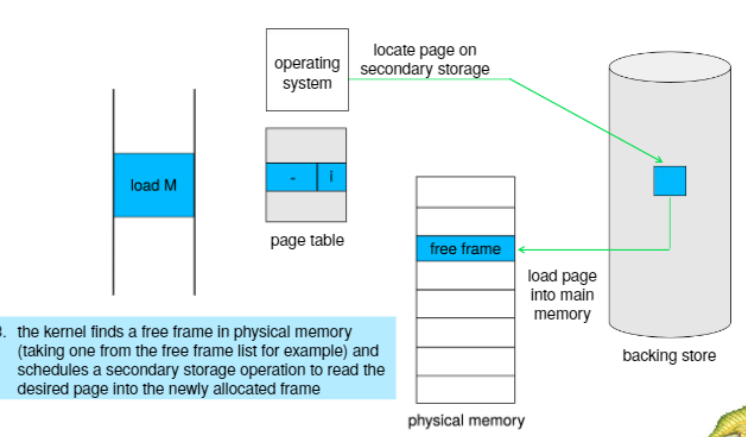 operating
system
locate page on
secondary storage
load M
-
i
page table
free frame
load page
into main
memory
backing store
physical memory
. the kernel finds a free frame in physical memory
(taking one from the free frame list for example) and
schedules a secondary storage operation to read the
desired page into the newly allocated frame